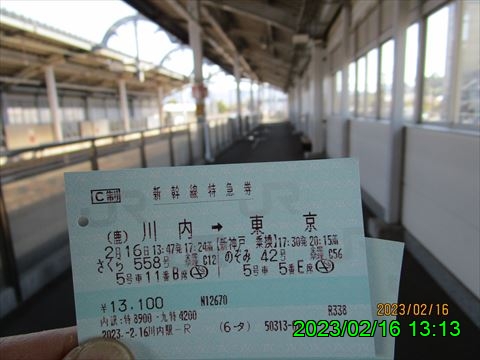 C制
新幹線特急券
(鹿) 川内 → 東京
2月16日 13:47発 17:24着 【新神戸 乗換】 17:30発 20:15着
さくら 558号 C12 のぞみ 42号 C56
5号車 11番B席 5号車 5番E席
¥13,100 N12670
内訳:特8900・九特4200 R338
2023.-2.16川内駅-R (6-タ) 50313-
2023/02/16
2023/02/16 13:13